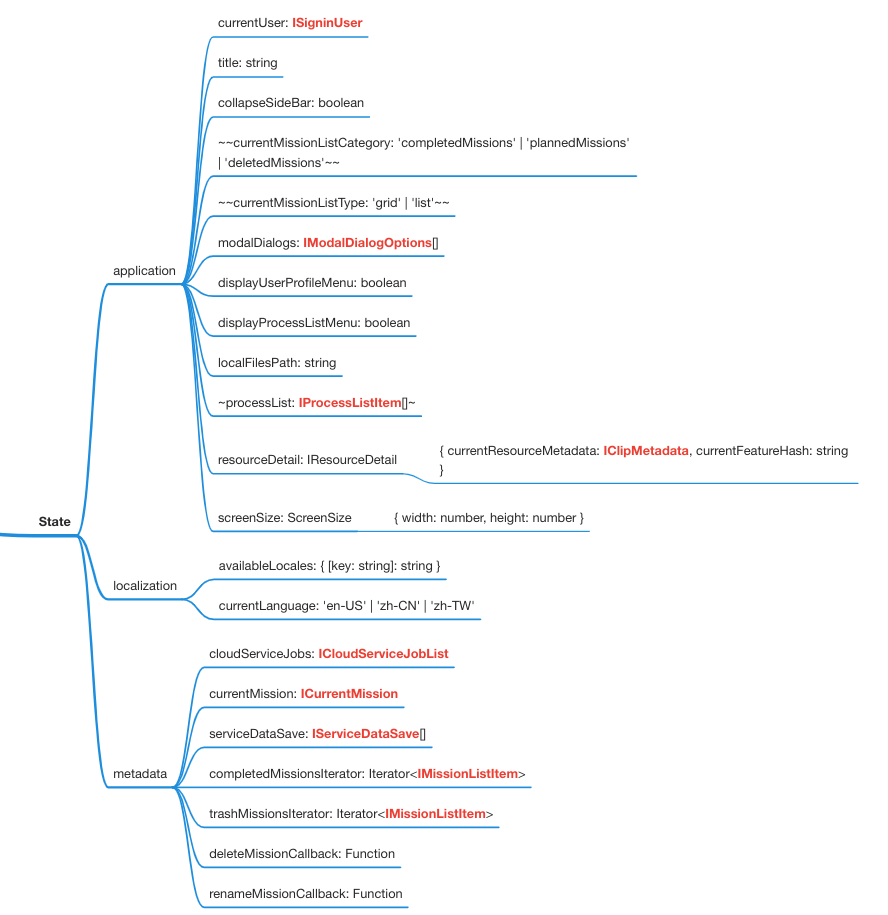 currentUser: ISigninUser
title: string
collapseSideBar: boolean
~~currentMissionListCategory: 'completedMissions' | 'plannedMissions'
| 'deletedMissions'~~
~~currentMissionListType: 'grid' | 'list'~~
modalDialogs: IModalDialogOptions[]
application
displayUserProfileMenu: boolean
displayProcessListMenu: boolean
localFilesPath: string
~processList: IProcessListItem[]~
resourceDetail: IResourceDetail
{ currentResourceMetadata: IClipMetadata, currentFeatureHash: string
}
screenSize: ScreenSize
{ width: number, height: number }
State
availableLocales: { [key: string]: string }
localization
currentLanguage: 'en-US' | 'zh-CN' | 'zh-TW'
cloudServiceJobs: ICloudServiceJobList
currentMission: ICurrentMission
serviceDataSave: IServiceDataSave[]
metadata
completedMissionsIterator: Iterator<IMissionListItem>
trashMissionsIterator: Iterator<IMissionListItem>
deleteMissionCallback: Function
renameMissionCallback: Function